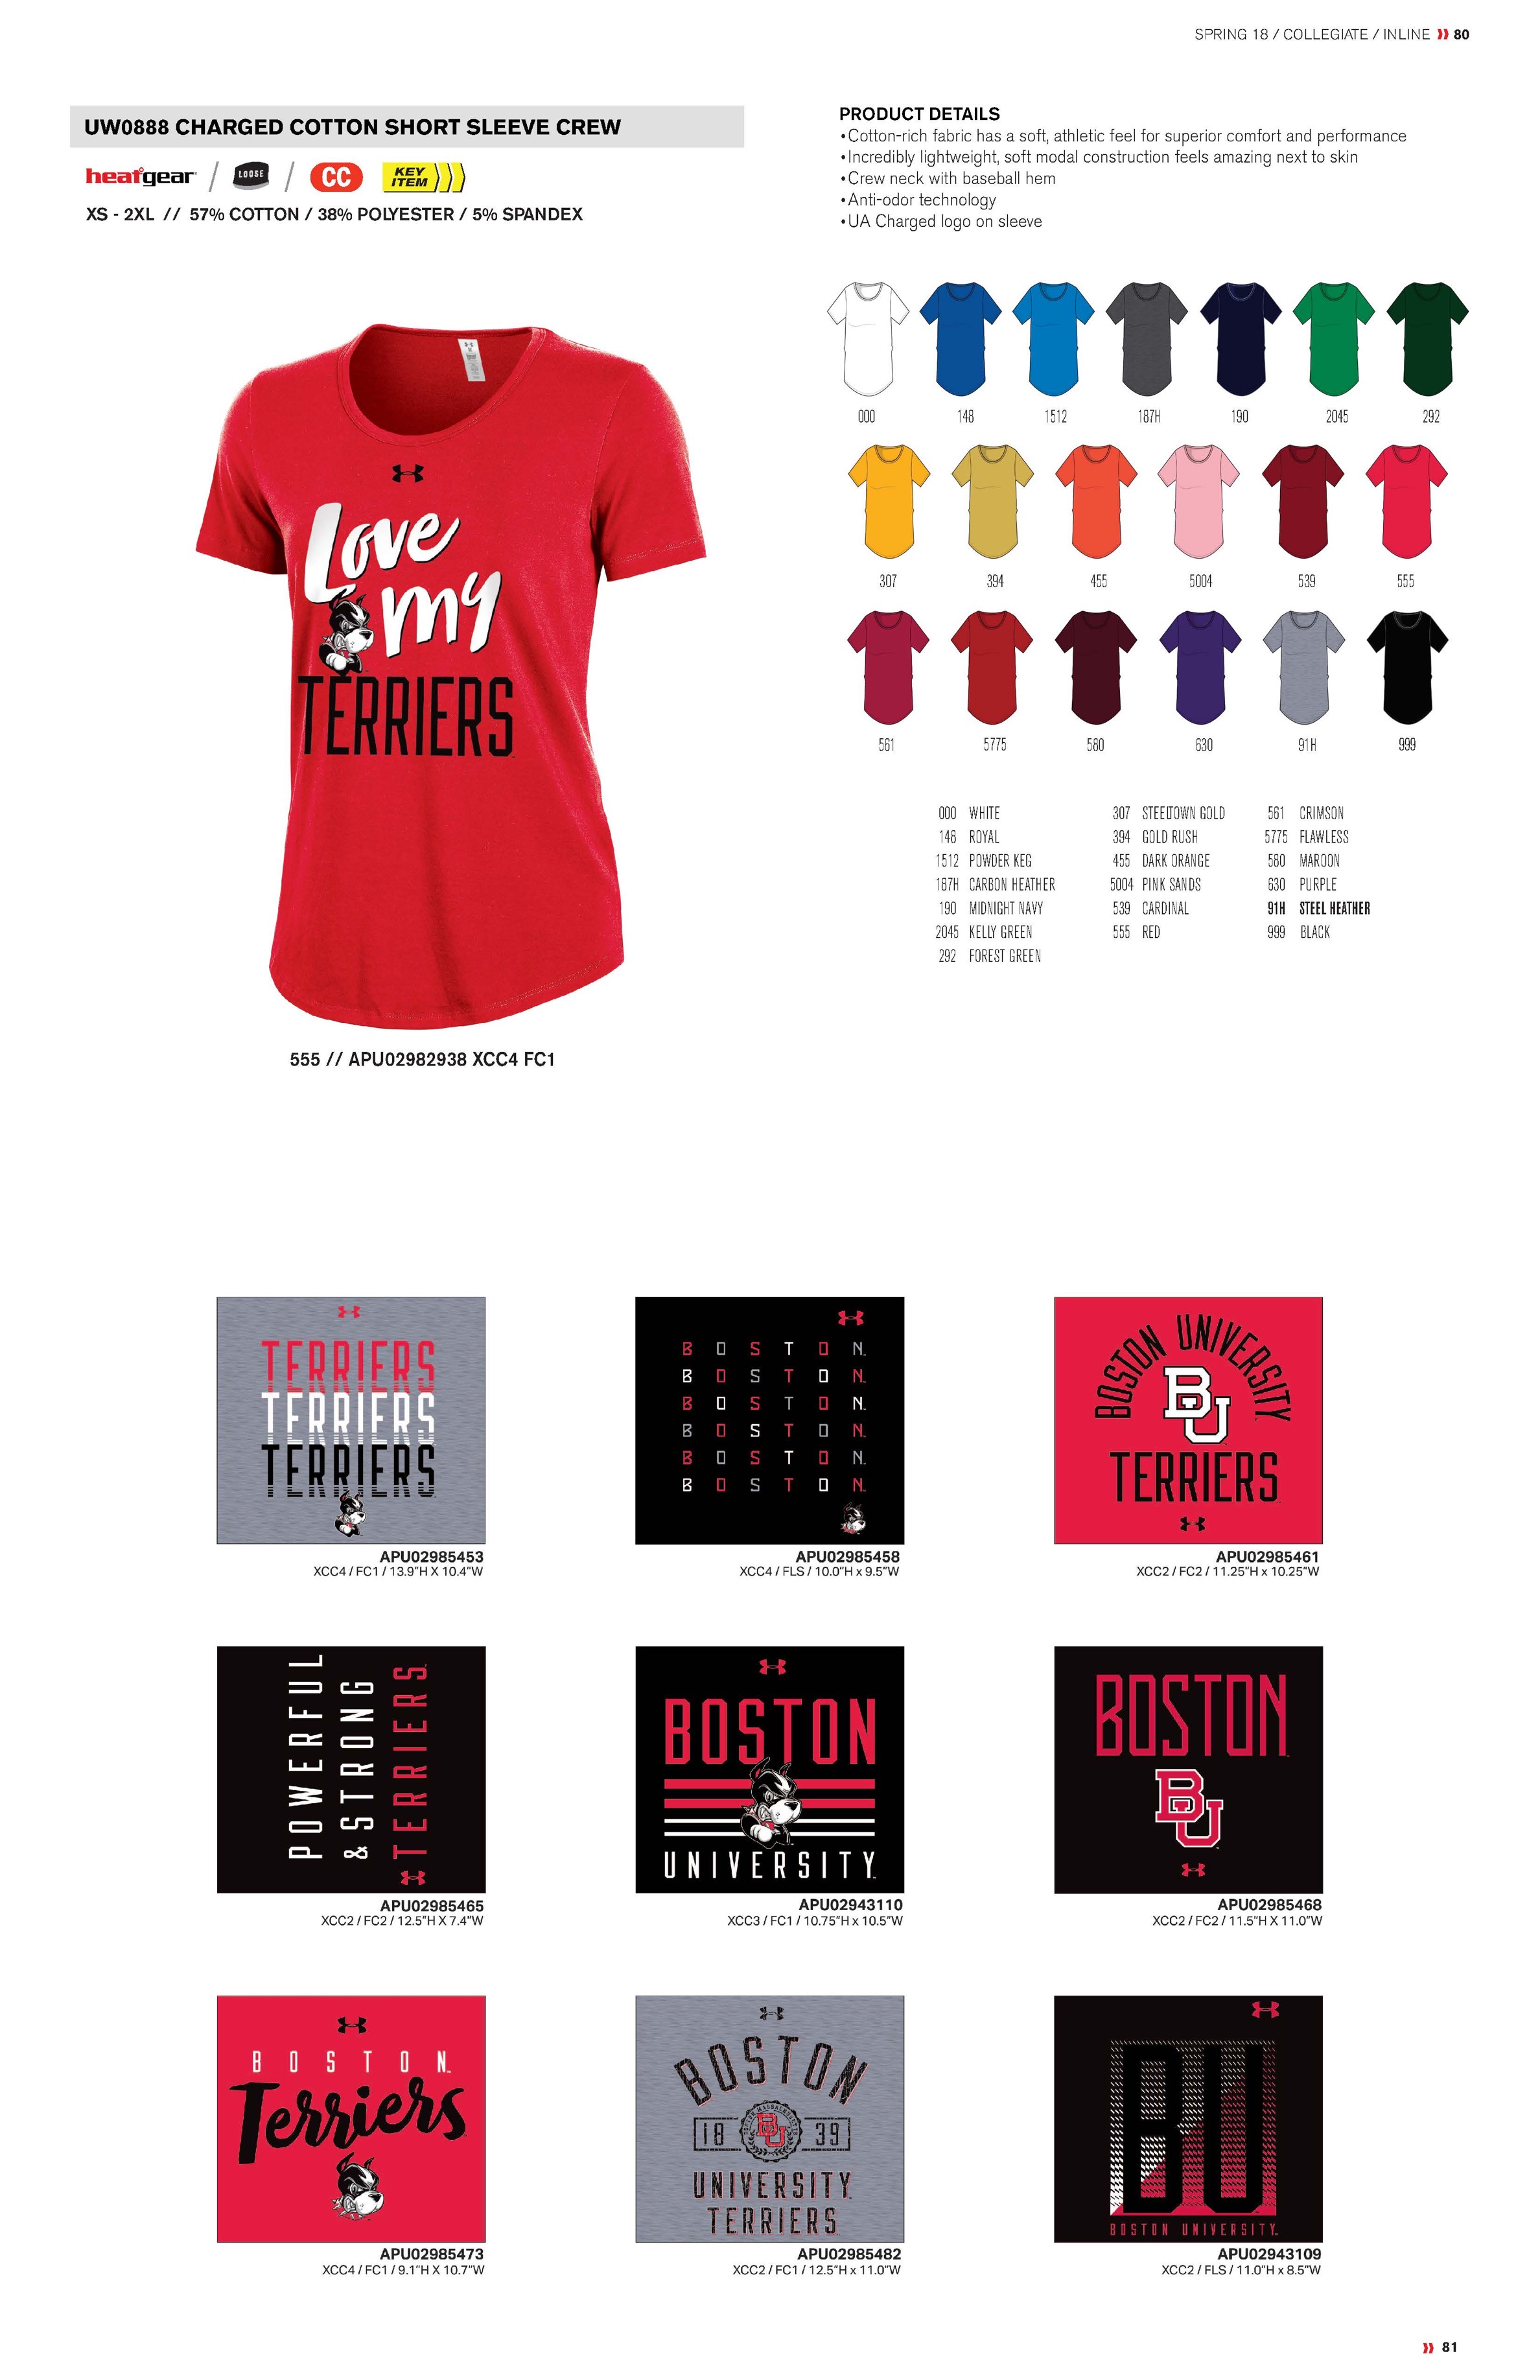 SPRING 18 / COLLEGIATE / INLINE 80
UW0888 CHARGED COTTON SHORT SLEEVE CREW
heatgear / LOOSE / CC KEY ITEM
XS - 2XL // 57% COTTON / 38% POLYESTER / 5% SPANDEX
PRODUCT DETAILS
•Cotton-rich fabric has a soft, athletic feel for superior comfort and performance
•Incredibly lightweight, soft modal construction feels amazing next to skin
•Crew neck with baseball hem
•Anti-odor technology
•UA Charged logo on sleeve
000 148 1512 187H 190 2045 292
307 394 455 5004 539 555
561 5775 580 630 91H 999
000 WHITE
148 ROYAL
1512 POWDER KEG
187H CARBON HEATHER
190 MIDNIGHT NAVY
2045 KELLY GREEN
292 FOREST GREEN
307 STEELTOWN GOLD
394 GOLD RUSH
455 DARK ORANGE
5004 PINK SANDS
539 CARDINAL
555 RED
561 CRIMSON
5775 FLAWLESS
580 MAROON
630 PURPLE
91H STEEL HEATHER
999 BLACK
Love
my
TERRIERS
555 // APU02982938 XCC4 FC1
TERRIERS
TERRIERS
TERRIERS
APU02985453
XCC4 / FC1 / 13.9"H X 10.4"W
BOSTON
BOSTON
BOSTON
BOSTON
BOSTON
BOSTON
APU02985458
XCC4 / FLS / 10.0"H x 9.5"W
BOSTON UNIVERSITY
BU
TERRIERS
APU02985461
XCC2 / FC2 / 11.25"H x 10.25"W
POWERFUL
& STRONG
TERRIERS
APU02985465
XCC2 / FC2 / 12.5"H X 7.4"W
BOSTON
UNIVERSITY
APU02943110
XCC3 / FC1 / 10.75"H x 10.5"W
BOSTON
BU
APU02985468
XCC2 / FC2 / 11.5"H X 11.0"W
BOSTON
Terriers
APU02985473
XCC4 / FC1 / 9.1"H X 10.7"W
BOSTON
18 BU 39
UNIVERSITY
TERRIERS
APU02985482
XCC2 / FC1 / 12.5"H x 11.0"W
BU
BOSTON UNIVERSITY
APU02943109
XCC2 / FLS / 11.0"H x 8.5"W
81